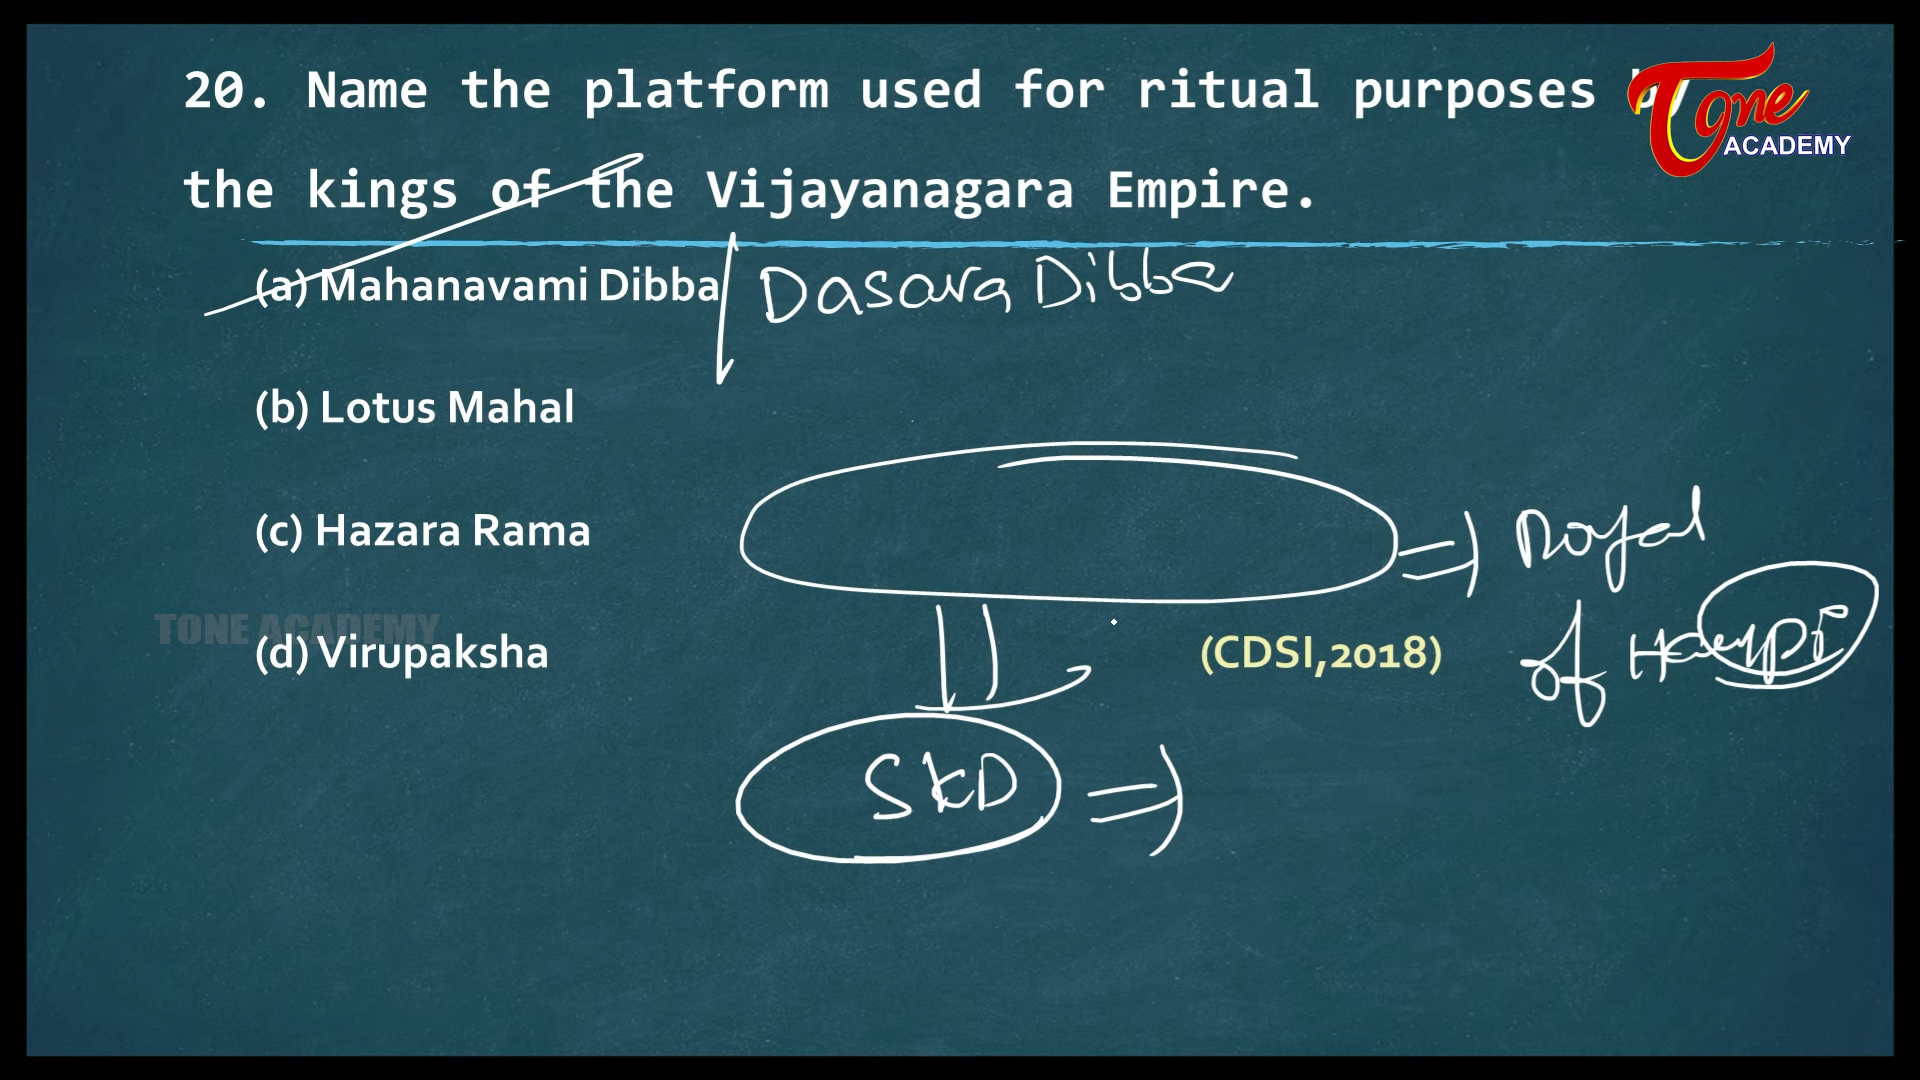 20. Name the platform used for ritual purposes by
the kings of the Vijayanagara Empire.
Tone
ACADEMY
(a) Mahanavami Dibba Dasara Dibba
(b) Lotus Mahal
(c) Hazara Rama
=) Royal
of Hampi
TONE ACADEMY
(d) Virupaksha
(CDSI,2018)
SKD =)